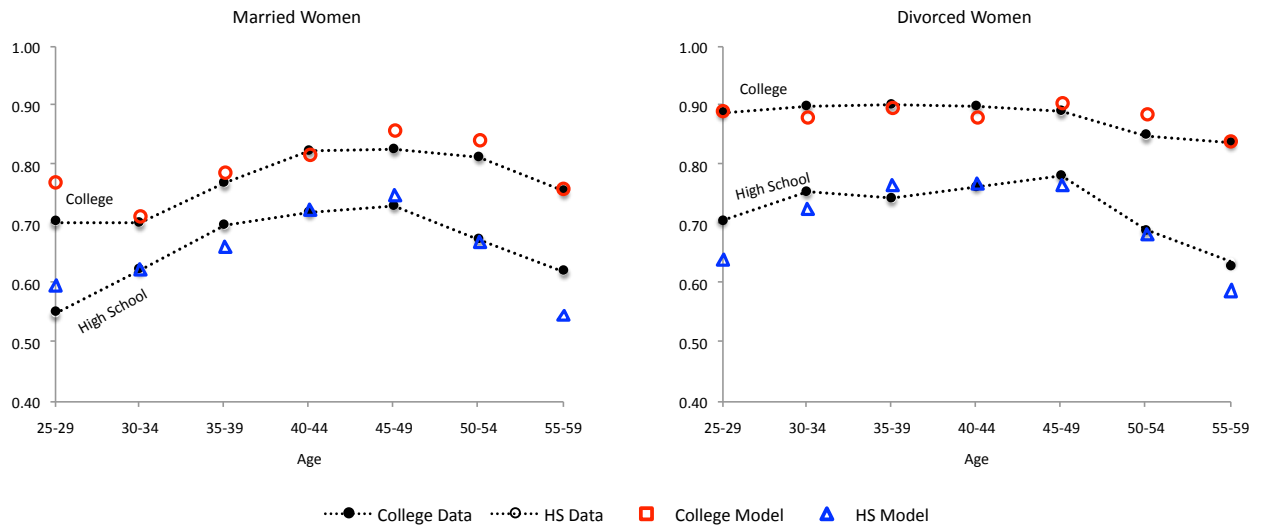 Married Women
1.00
0.90
0.80
0.70
0.60
0.50
0.40
College
High School
25-29 30-34 35-39 40-44 45-49 50-54 55-59
Age
Divorced Women
1.00
0.90
0.80
0.70
0.60
0.50
0.40
College
High School
25-29 30-34 35-39 40-44 45-49 50-54 55-59
Age
College Data HS Data College Model HS Model